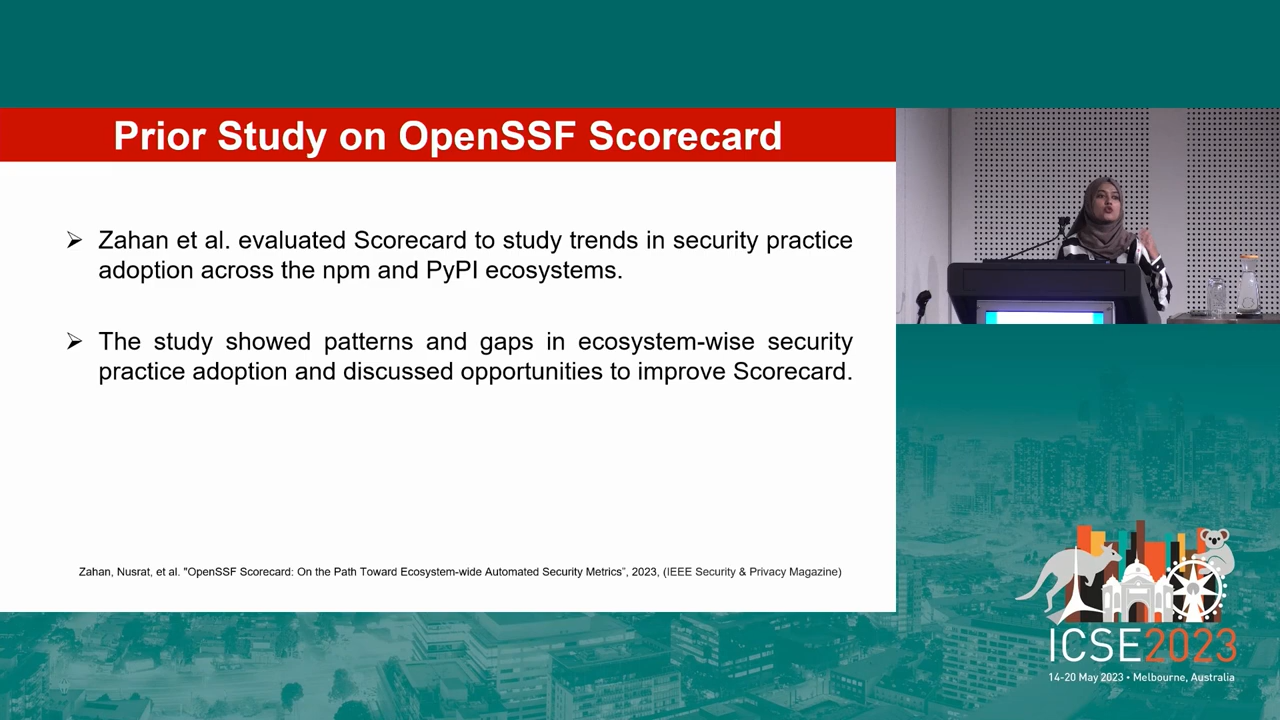 Prior Study on OpenSSF Scorecard
➢ Zahan et al. evaluated Scorecard to study trends in security practice
adoption across the npm and PyPI ecosystems.
➢ The study showed patterns and gaps in ecosystem-wise security
practice adoption and discussed opportunities to improve Scorecard.
Zahan, Nusrat, et al. "OpenSSF Scorecard: On the Path Toward Ecosystem-wide Automated Security Metrics", 2023, (IEEE Security & Privacy Magazine)
ICSE2023
14-20 May 2023 • Melbourne, Australia